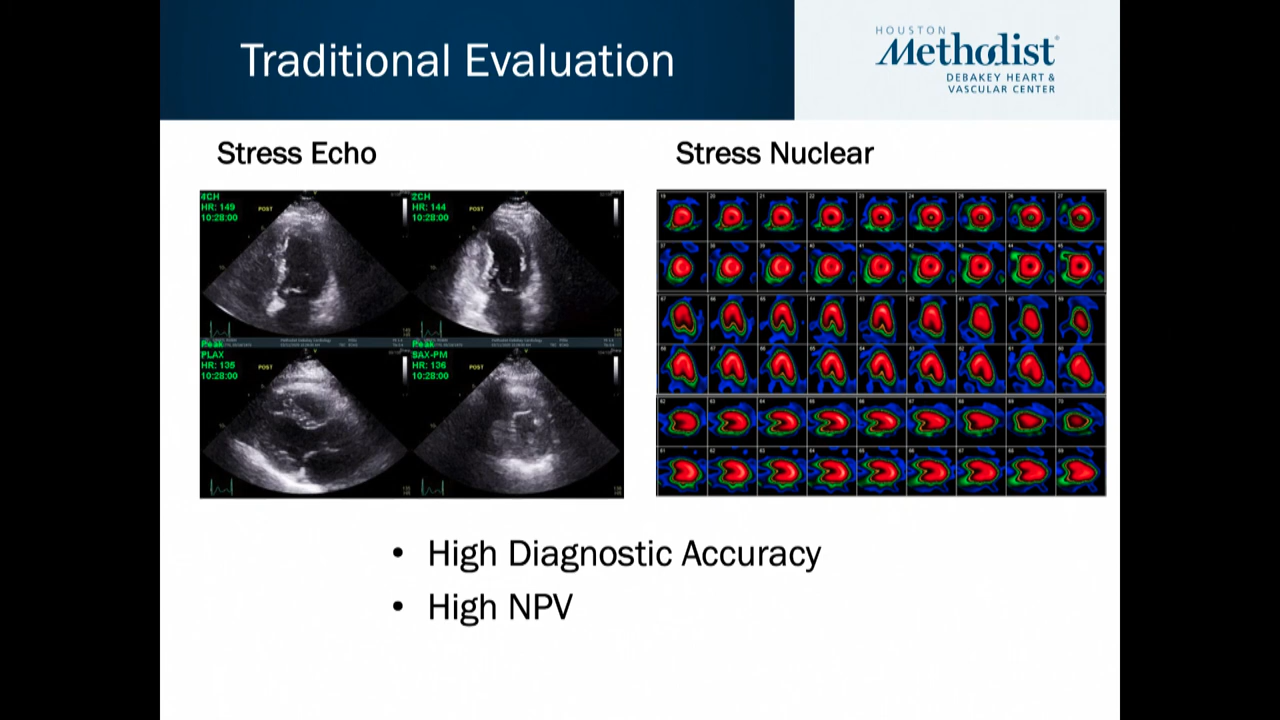 Traditional Evaluation
HOUSTON
Methodist
DEBAKEY HEART &
VASCULAR CENTER
Stress Echo
Stress Nuclear
4CH
HR: 149
10:28:00
POST
2CH
HR: 144
10:28:00
POST
Peak
PLAX
HR: 135
10:28:00
POST
Peak
SAX-PM
HR: 136
10:28:00
POST
• High Diagnostic Accuracy
• High NPV